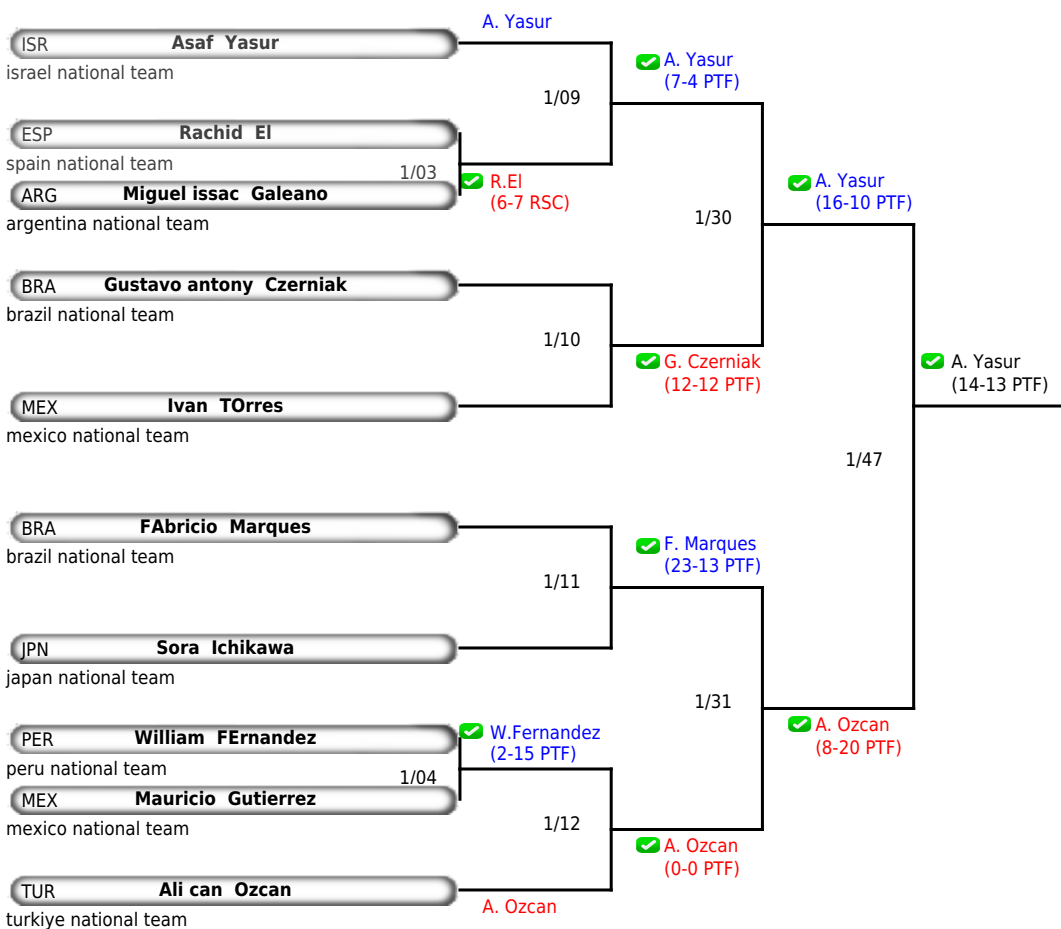 A. Yasur
ISR Asaf Yasur
israel national team
A. Yasur
(7-4 PTF)
1/09
ESP Rachid El
spain national team
1/03
ARG Miguel issac Galeano
argentina national team
R.El
(6-7 RSC)
A. Yasur
(16-10 PTF)
1/30
BRA Gustavo antony Czerniak
brazil national team
1/10
G. Czerniak
(12-12 PTF)
A. Yasur
(14-13 PTF)
MEX Ivan TOrres
mexico national team
1/47
BRA FAbricio Marques
brazil national team
F. Marques
(23-13 PTF)
1/11
JPN Sora Ichikawa
japan national team
1/31
A. Ozcan
(8-20 PTF)
PER William FErnandez
peru national team
W.Fernandez
(2-15 PTF)
1/04
MEX Mauricio Gutierrez
mexico national team
1/12
A. Ozcan
(0-0 PTF)
TUR Ali can Ozcan
turkiye national team
A. Ozcan